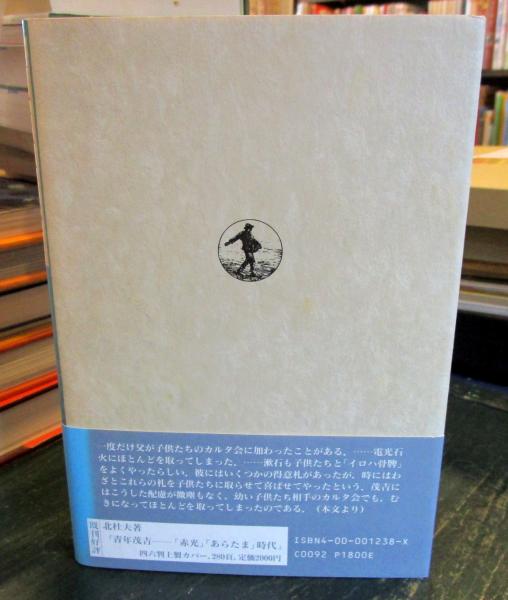 一度だけ父が子供たちのカルタ会に加わったことがある。……電光石
火にほとんどを取ってしまった。……漱石も子供たちと「イロハ骨牌」
をよくやったらしい。彼にはいくつかの得意札があったが、時にはわ
ざとこれらの札を子供たちに取らせて喜ばせてやったという。茂吉に
はこうした配慮が微塵もなく、幼い子供たち相手のカルタ会でも、む
きになってほとんどを取ってしまったのである。（本文より）
既刊好評
北杜夫著
「青年茂吉――「赤光」「あらたま」時代」
四六判上製カバー、280頁、定価2000円
ISBN4-00-001238-X
C0092 P1800E